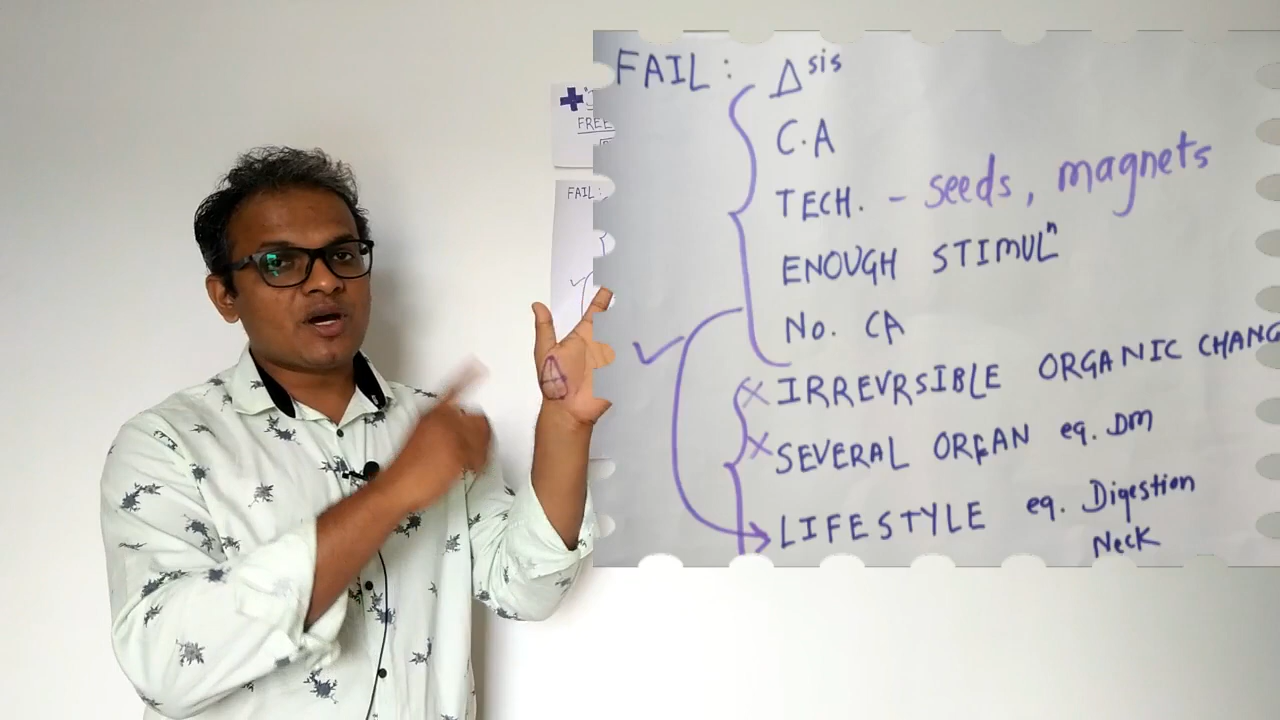 FAIL : Δsis
C.A
TECH. - seeds, magnets
ENOUGH STIMULn
No. CA
✓
X IRREVRSIBLE ORGANIC CHANG
X SEVERAL ORGAN eg. DM
LIFESTYLE eg. Digestion
Neck
FREE
FAIL: